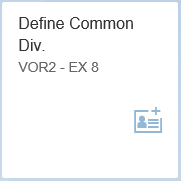 Define Common
Div.
VOR2 - EX 8